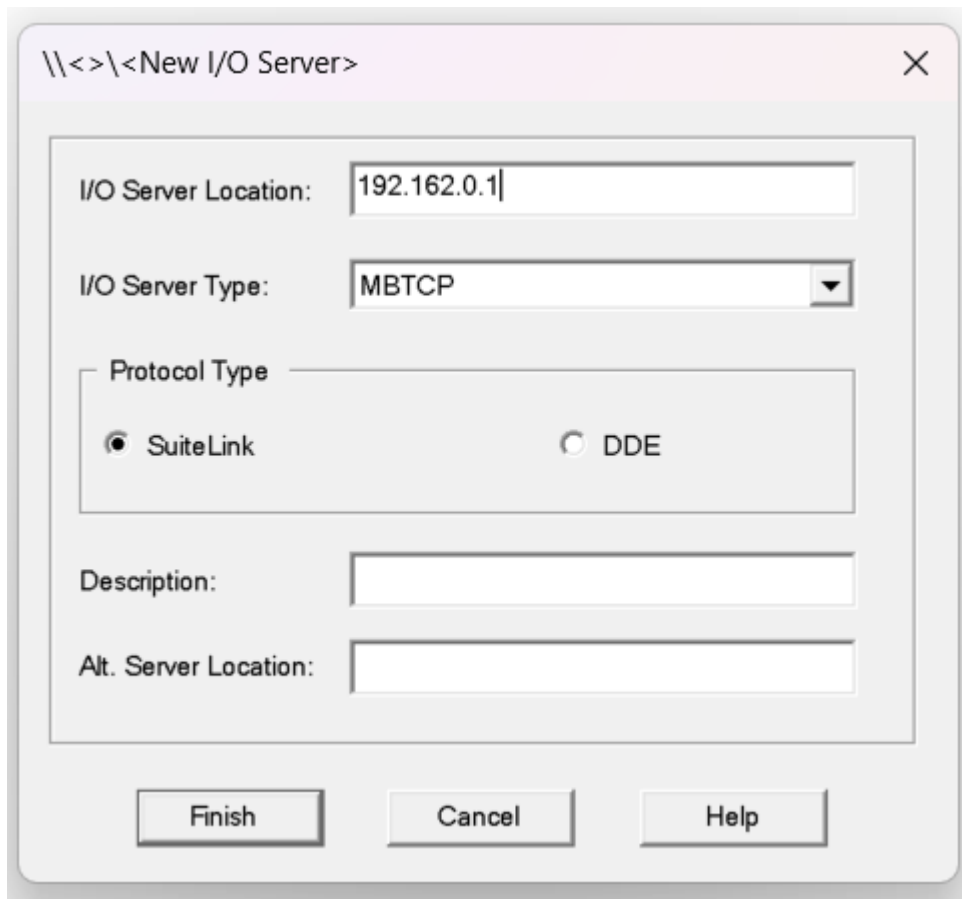 \\<>\<New I/O Server>
I/O Server Location: 192.162.0.1
I/O Server Type: MBTCP
Protocol Type
SuiteLink DDE
Description:
Alt. Server Location:
Finish Cancel Help